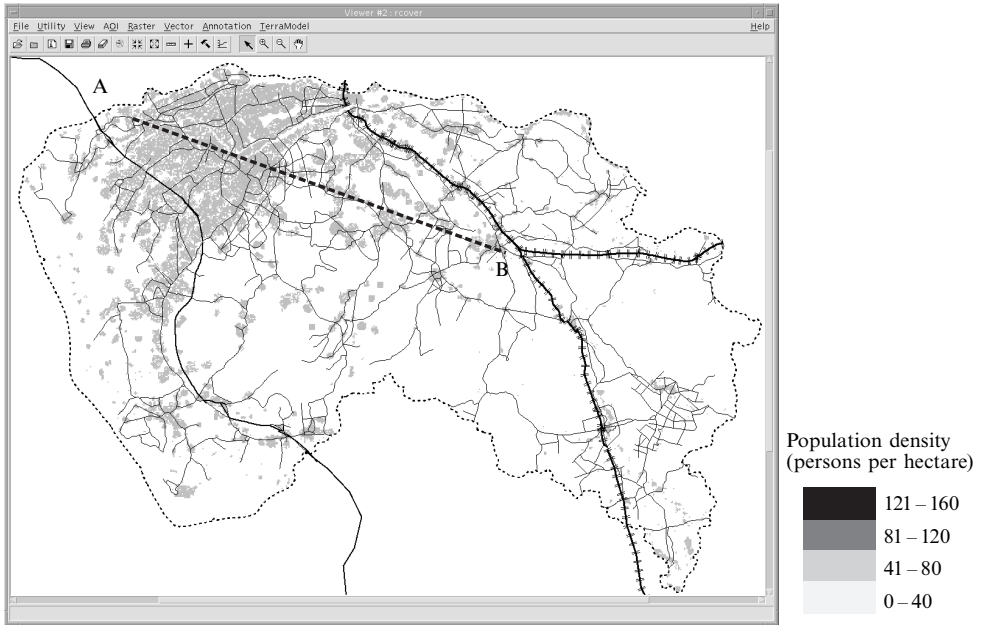 Viewer #2 : rcover
File Utility View AOI Raster Vector Annotation TerraModel Help
A
B
Population density
(persons per hectare)
121 – 160
81 – 120
41 – 80
0 – 40